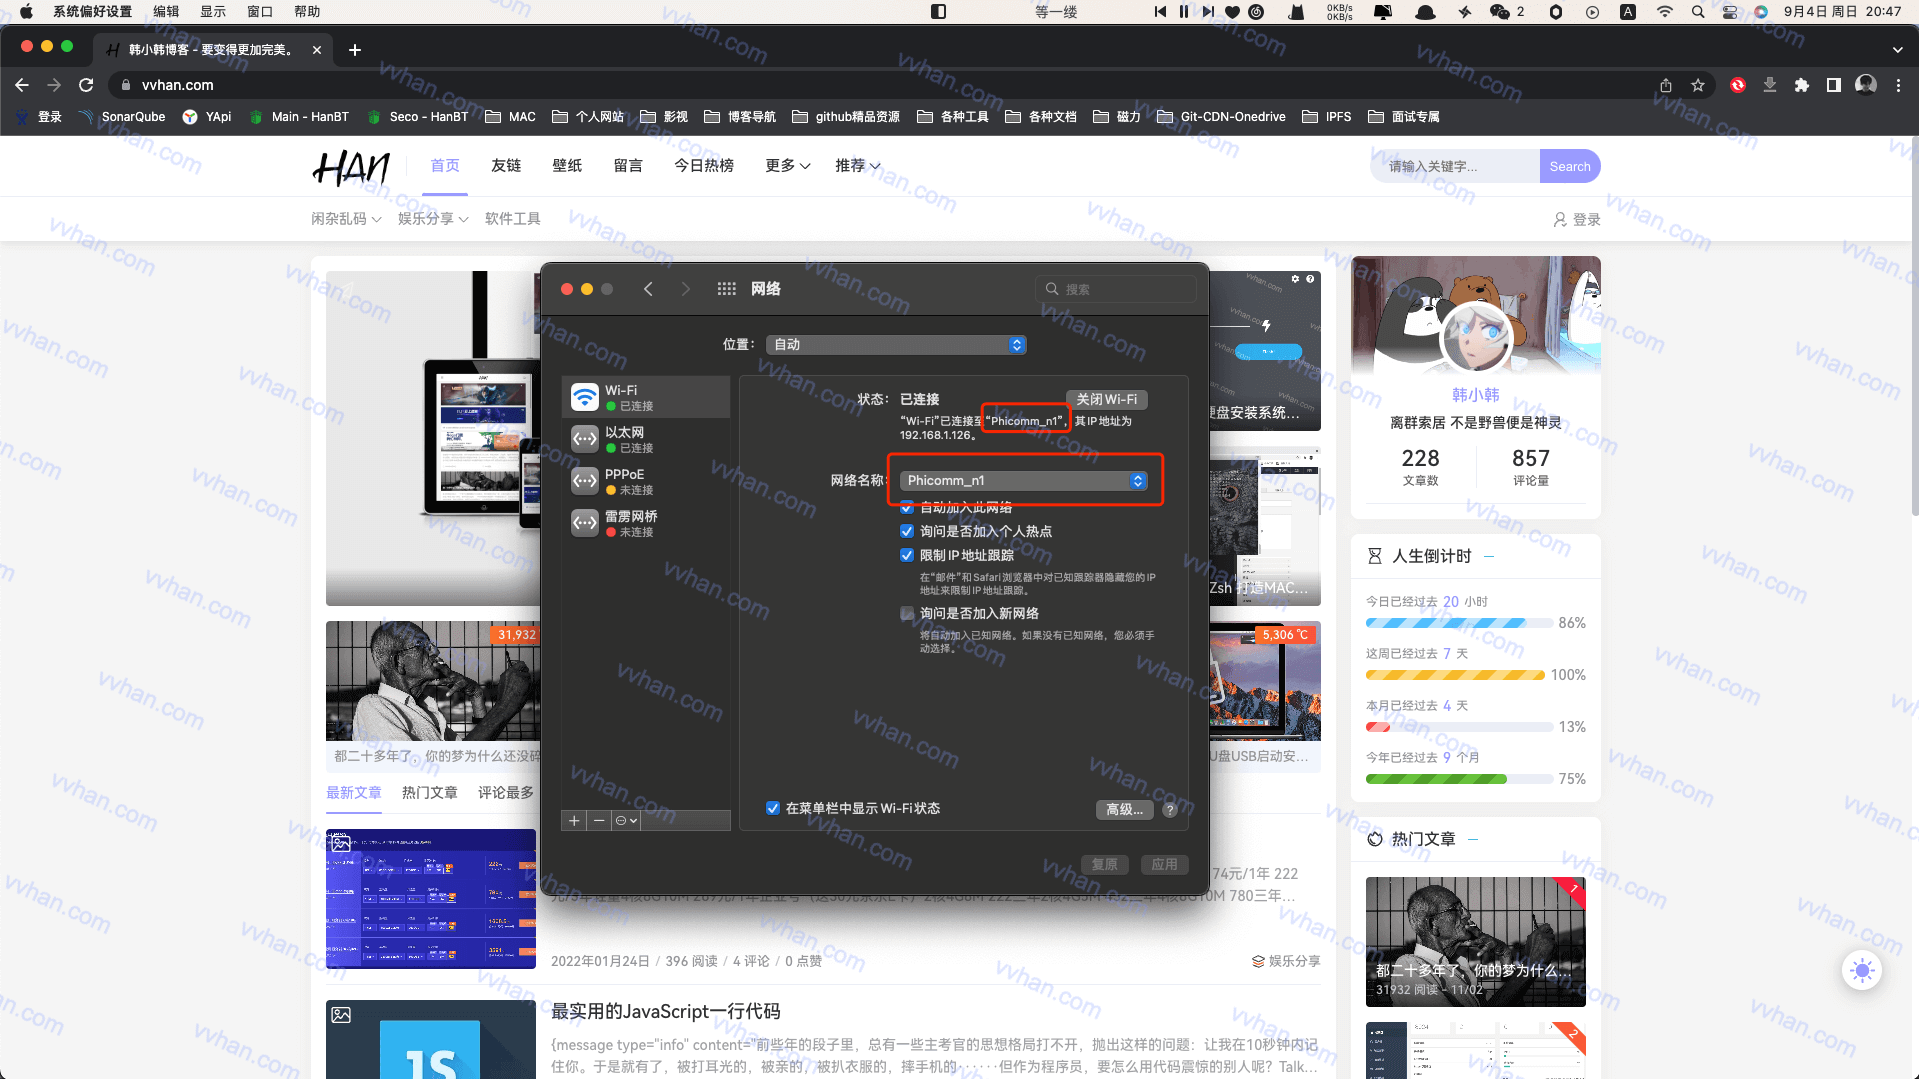 系统偏好设置 编辑 显示 窗口 帮助
等一缕
0KB/s
0KB/s
2
A
9月4日 周日 20:47
韩小韩博客 - 要变得更加完美。
vvhan.com
登录 SonarQube YApi Main - HanBT Seco - HanBT MAC 个人网站 影视 博客导航 github精品资源 各种工具 各种文档 磁力 Git-CDN-Onedrive IPFS 面试专属
HAN
首页 友链 壁纸 留言 今日热榜 更多 推荐
请输入关键字... Search
闲杂乱码 娱乐分享 软件工具
登录
网络
搜索
位置： 自动
Wi-Fi
已连接
以太网
已连接
PPPoE
未连接
雷雳网桥
未连接
状态： 已连接
关闭 Wi-Fi
“Wi-Fi”已连接至“Phicomm_n1”，其 IP 地址为
192.168.1.126。
网络名称： Phicomm_n1
自动加入此网络
询问是否加入个人热点
限制 IP 地址跟踪
在“邮件”和 Safari 浏览器中对已知跟踪器隐藏您的 IP
地址来限制 IP 地址跟踪。
询问是否加入新网络
将自动加入已知网络。如果没有已知网络，您必须手
动选择。
在菜单栏中显示 Wi-Fi 状态
高级...
?
复原
应用
硬盘安装系统...
Zsh 打造MAC...
31,932
5,306 ℃
都二十多年了，你的梦为什么还没碎
U盘USB启动安...
最新文章 热门文章 评论最多
74元/1年 222
780三年...
2022年01月24日 / 396 阅读 / 4 评论 / 0 点赞
娱乐分享
最实用的JavaScript一行代码
{message type="info" content="前些年的段子里，总有一些主考官的思想格局打不开，抛出这样的问题：让我在10秒钟内记
住你。于是就有了，被打耳光的，被亲的，被扒衣服的，摔手机的······但作为程序员，要怎么用代码震惊的别人呢？Talk...
JS
韩小韩
离群索居 不是野兽便是神灵
228
文章数
857
评论量
人生倒计时
今日已经过去 20 小时
86%
这周已经过去 7 天
100%
本月已经过去 4 天
13%
今年已经过去 9 个月
75%
热门文章
1
都二十多年了，你的梦为什么...
31932 阅读 - 11/02
2
vvhan.com